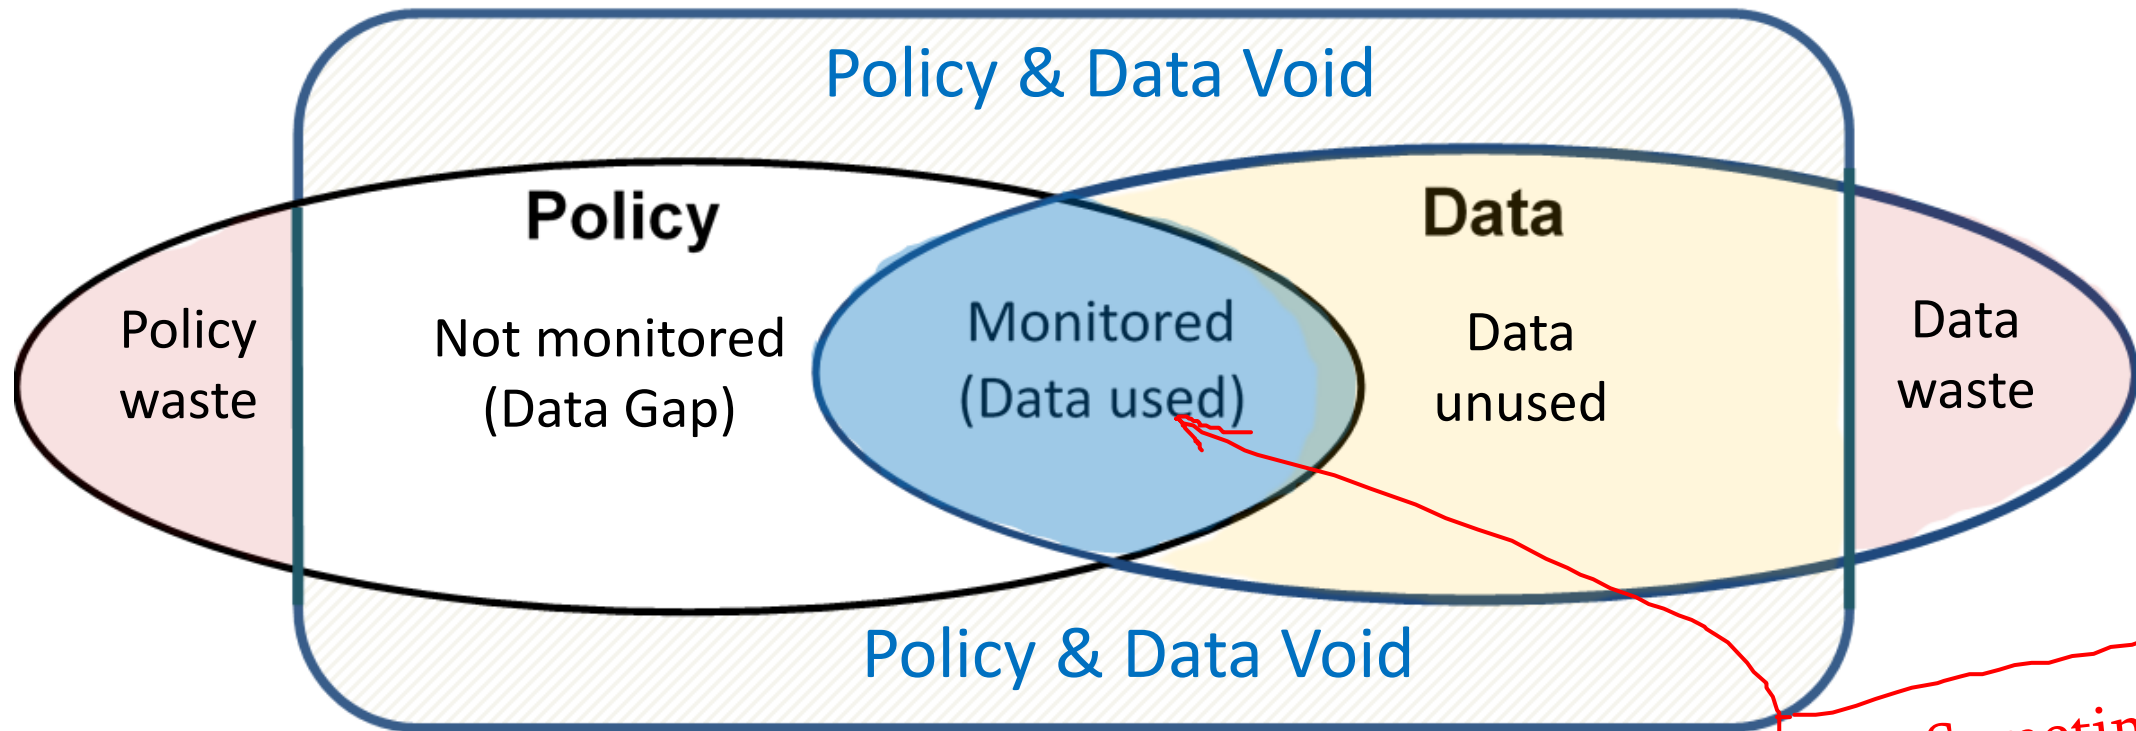 Policy & Data Void
Policy
Data
Policy
waste
Not monitored
(Data Gap)
Monitored
(Data used)
Data
unused
Data
waste
Policy & Data Void